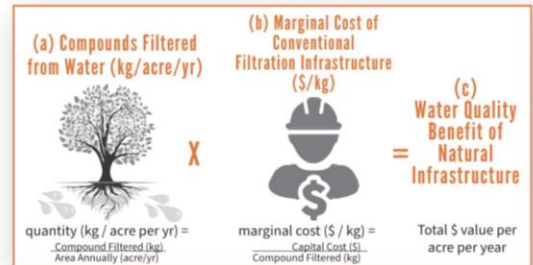 (a) Compounds Filtered
from Water (kg/acre/yr)
quantity (kg / acre per yr) =
Compound Filtered (kg)
Area Annually (acre/yr)
X
(b) Marginal Cost of
Conventional
Filtration Infrastructure
($/kg)
$
marginal cost ($ / kg) =
Capital Cost ($)
Compound Filtered (kg)
=
(c)
Water Quality
Benefit of
Natural
Infrastructure
Total $ value per
acre per year